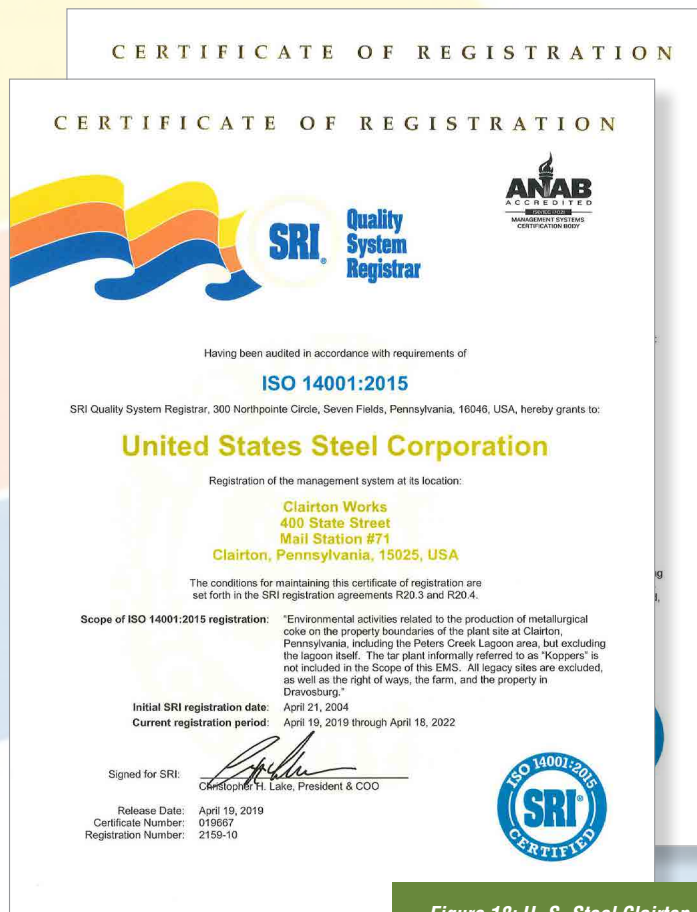 CERTIFICATE OF REGISTRATION
CERTIFICATE OF REGISTRATION
ANAB
ACCREDITED
MANAGEMENT SYSTEMS
CERTIFICATION BODY
SRI®
Quality
System
Registrar
Having been audited in accordance with requirements of
ISO 14001:2015
SRI Quality System Registrar, 300 Northpointe Circle, Seven Fields, Pennsylvania, 16046, USA, hereby grants to:
United States Steel Corporation
Registration of the management system at its location:
Clairton Works
400 State Street
Mail Station #71
Clairton, Pennsylvania, 15025, USA
The conditions for maintaining this certificate of registration are
set forth in the SRI registration agreements R20.3 and R20.4.
Scope of ISO 14001:2015 registration: "Environmental activities related to the production of metallurgical
coke on the property boundaries of the plant site at Clairton,
Pennsylvania, including the Peters Creek Lagoon area, but excluding
the lagoon itself. The tar plant informally referred to as "Koppers" is
not included in the Scope of this EMS. All legacy sites are excluded,
as well as the right of ways, the farm, and the property in
Dravosburg."
Initial SRI registration date: April 21, 2004
Current registration period: April 19, 2019 through April 18, 2022
Signed for SRI:
Christopher H. Lake, President & COO
Release Date: April 19, 2019
Certificate Number: 019667
Registration Number: 2159-10
ISO 14001:2015
SRI®
CERTIFIED